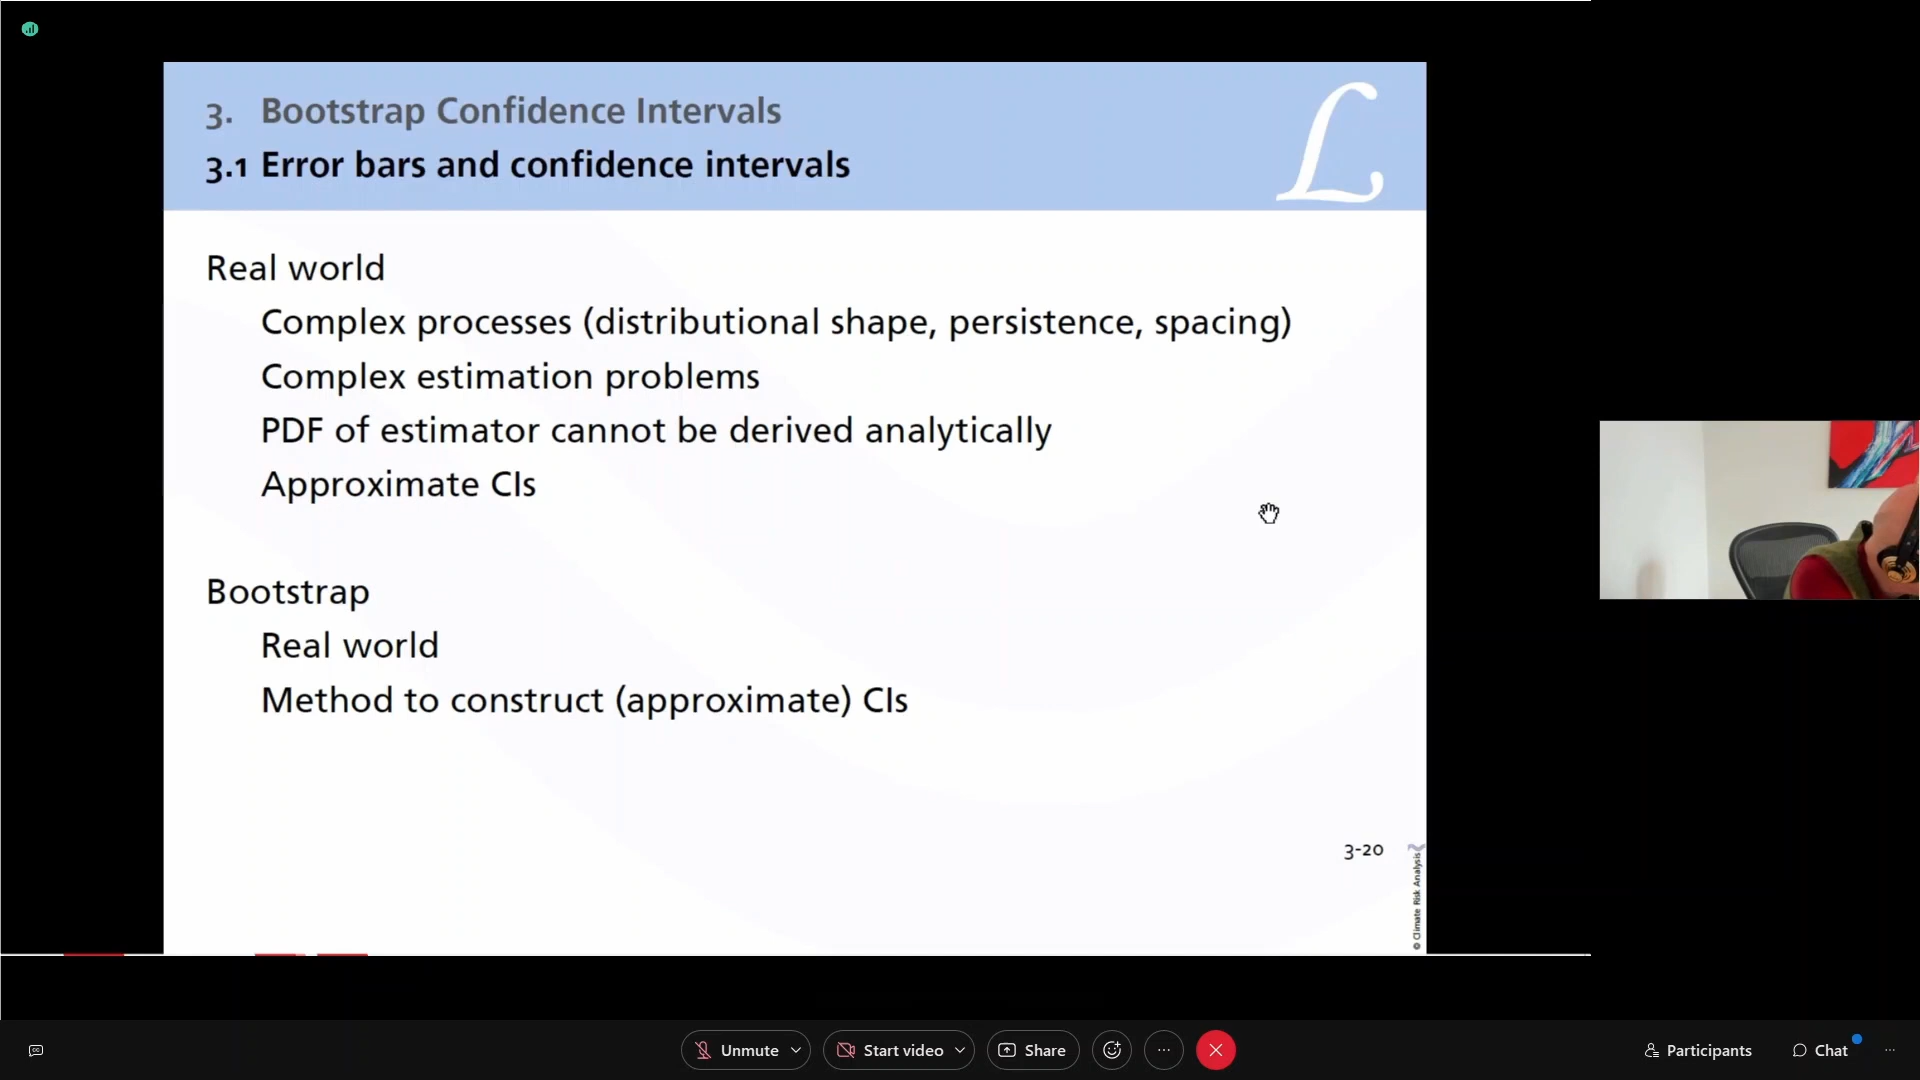 3. Bootstrap Confidence Intervals
3.1 Error bars and confidence intervals
L
Real world
Complex processes (distributional shape, persistence, spacing)
Complex estimation problems
PDF of estimator cannot be derived analytically
Approximate CIs
Bootstrap
Real world
Method to construct (approximate) CIs
3-20
© Climate Risk Analysis
Unmute
Start video
Share
Participants
Chat